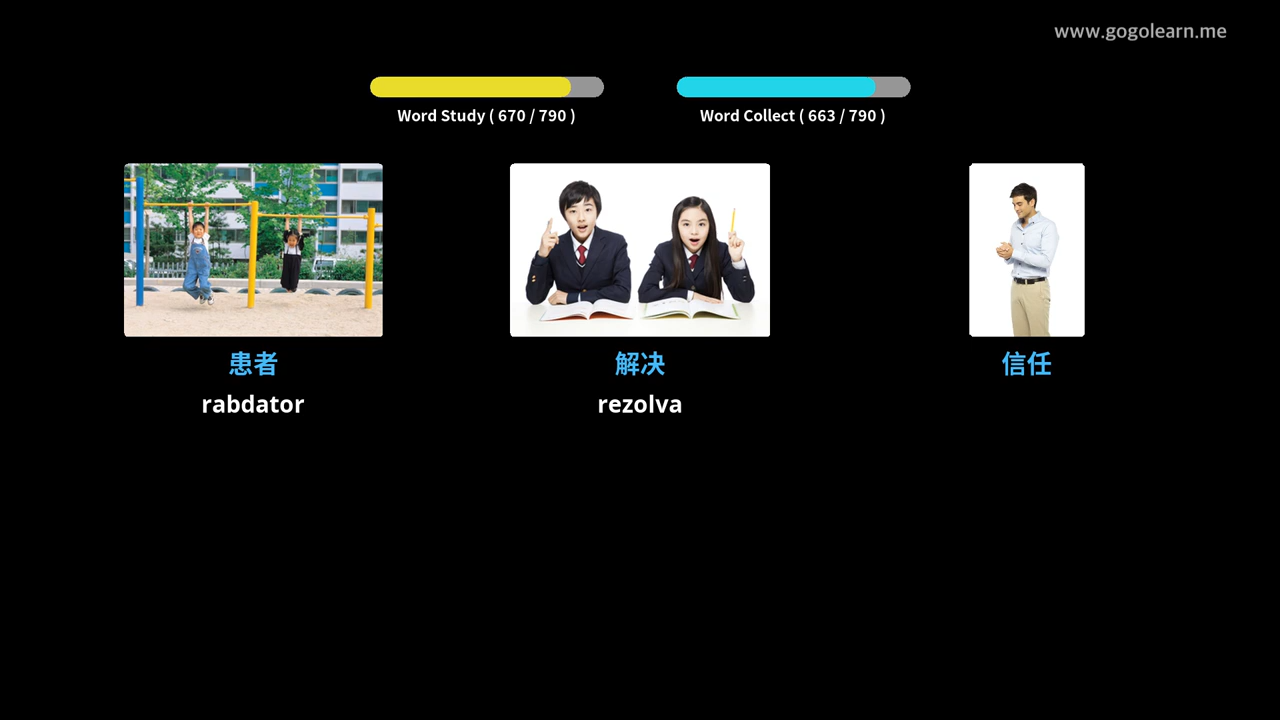 www.gogolearn.me
Word Study ( 670 / 790 )
Word Collect ( 663 / 790 )
患者
rabdator
解决
rezolva
信任